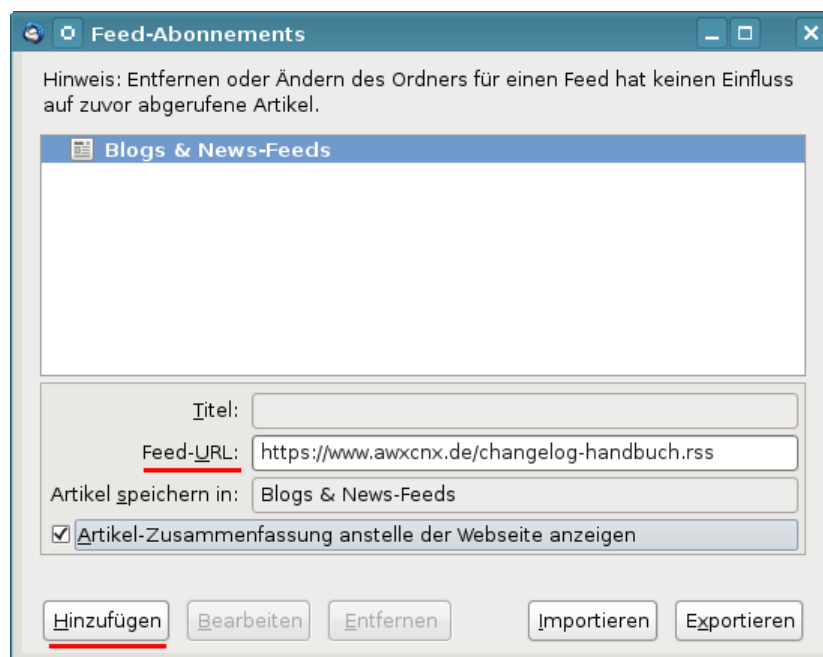 Feed-Abonnements
Hinweis: Entfernen oder Ändern des Ordners für einen Feed hat keinen Einfluss
auf zuvor abgerufene Artikel.
Blogs & News-Feeds
Titel:
Feed-URL: https://www.awxcnx.de/changelog-handbuch.rss
Artikel speichern in: Blogs & News-Feeds
Artikel-Zusammenfassung anstelle der Webseite anzeigen
Hinzufügen Bearbeiten Entfernen Importieren Exportieren